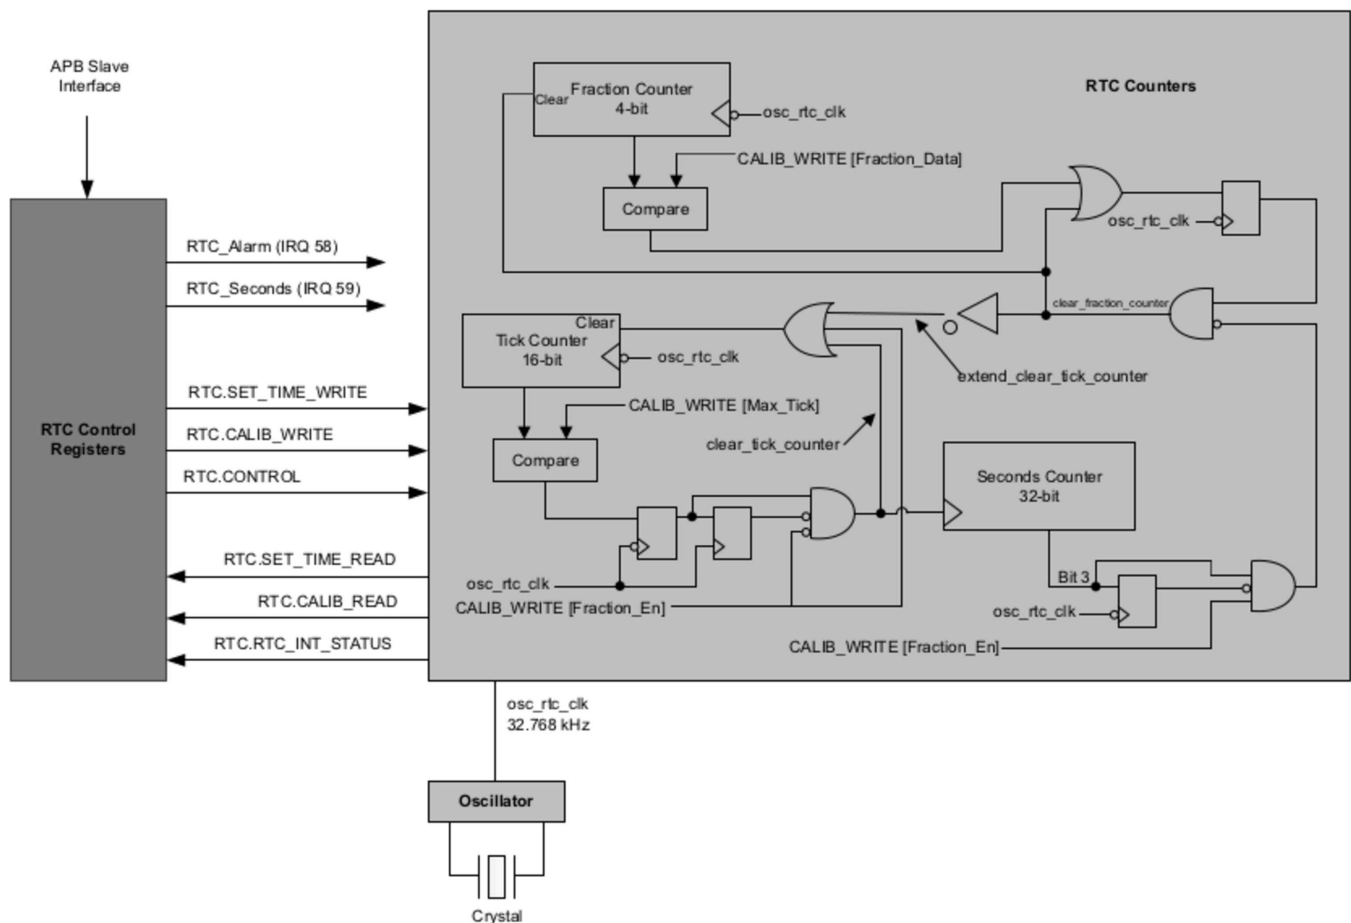 APB Slave
Interface
RTC Counters
Fraction Counter
4-bit
Clear
osc_rtc_clk
CALIB_WRITE [Fraction_Data]
Compare
osc_rtc_clk
RTC_Alarm (IRQ 58)
RTC_Seconds (IRQ 59)
clear_fraction_counter
Clear
Tick Counter
16-bit
osc_rtc_clk
extend_clear_tick_counter
RTC.SET_TIME_WRITE
CALIB_WRITE [Max_Tick]
RTC Control
Registers
RTC.CALIB_WRITE
clear_tick_counter
Compare
RTC.CONTROL
Seconds Counter
32-bit
RTC.SET_TIME_READ
osc_rtc_clk
Bit 3
RTC.CALIB_READ
CALIB_WRITE [Fraction_En]
osc_rtc_clk
RTC.RTC_INT_STATUS
CALIB_WRITE [Fraction_En]
osc_rtc_clk
32.768 kHz
Oscillator
Crystal